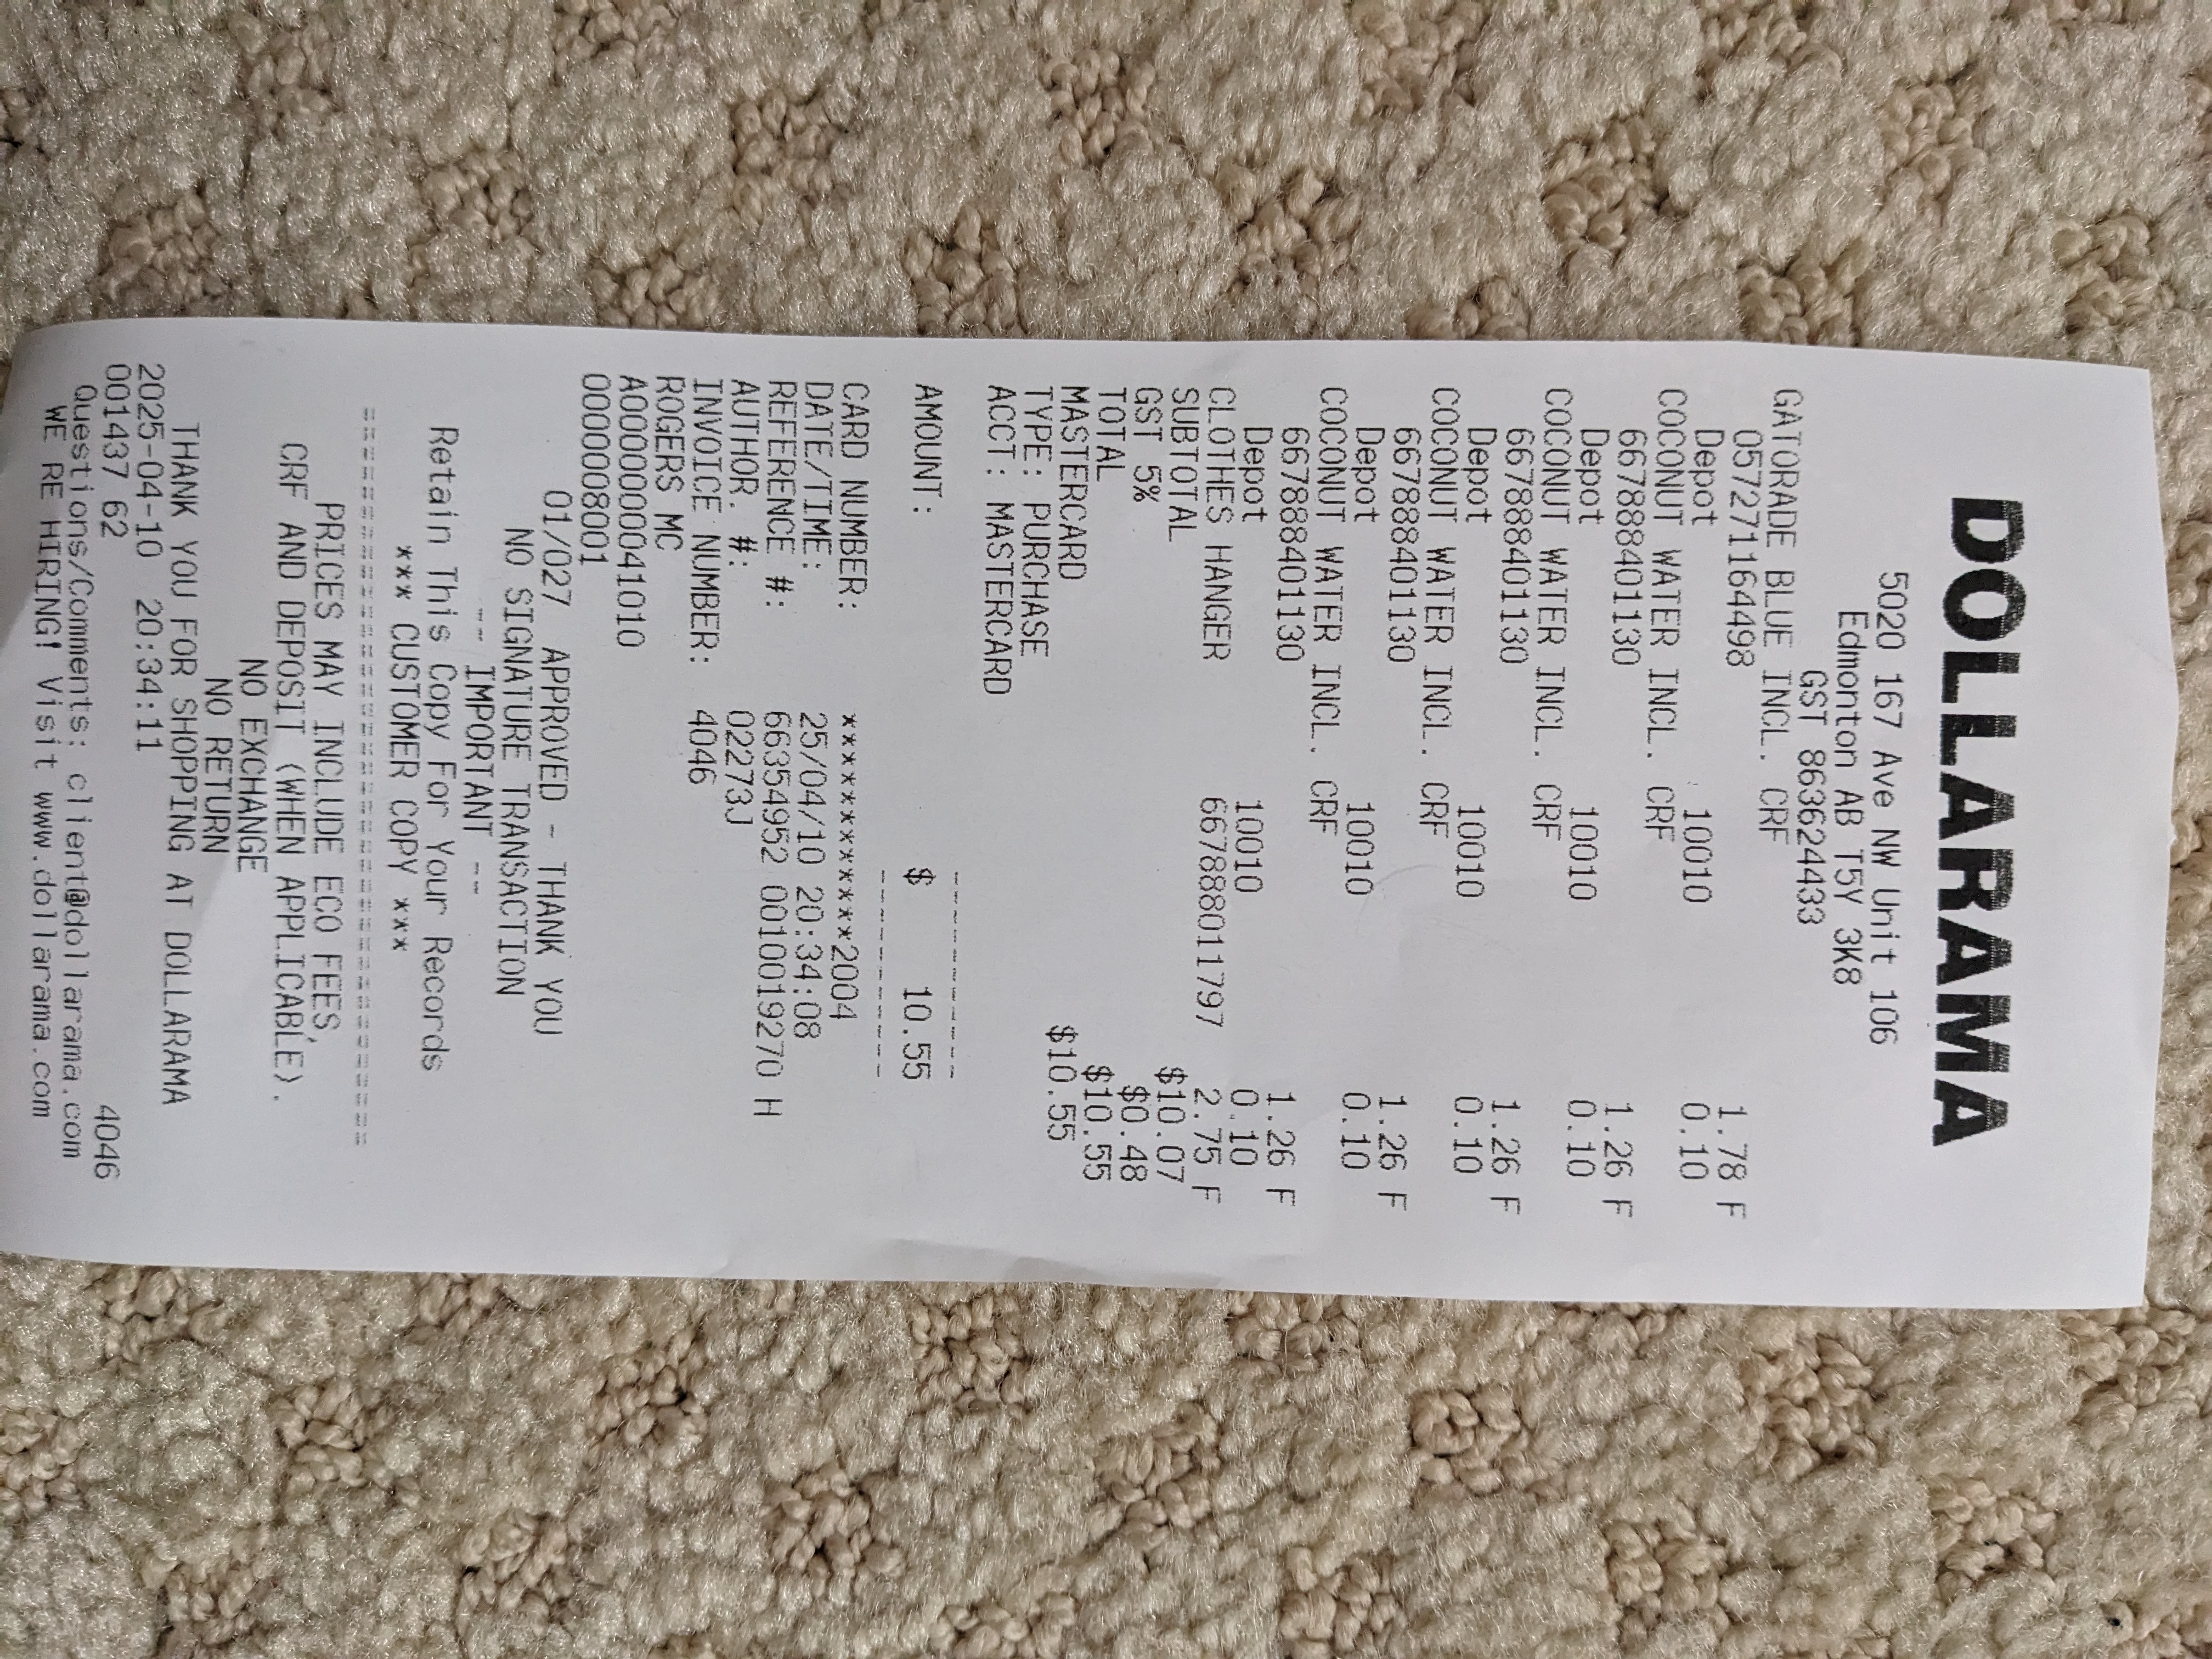 DOLLARAMA
5020 167 Ave NW Unit 106
Edmonton AB T5Y 3K8
GST 863624433
GATORADE BLUE INCL. CRF
057271164498 1.78 F
Depot 10010 0.10
COCONUT WATER INCL. CRF
667888401130 1.26 F
Depot 10010 0.10
COCONUT WATER INCL. CRF
667888401130 1.26 F
Depot 10010 0.10
COCONUT WATER INCL. CRF
667888401130 1.26 F
Depot 10010 0.10
COCONUT WATER INCL. CRF
667888401130 1.26 F
Depot 10010 0.10
CLOTHES HANGER 667888011797 2.75 F
SUBTOTAL $10.07
GST 5% $0.48
TOTAL $10.55
MASTERCARD $10.55
TYPE: PURCHASE
ACCT: MASTERCARD
-----------
AMOUNT: $ 10.55
-----------
CARD NUMBER: ************2004
DATE/TIME: 25/04/10 20:34:08
REFERENCE #: 66354952 0010019270 H
AUTHOR. #: 02273J
INVOICE NUMBER: 4046
ROGERS MC
A0000000041010
0000008001
01/027 APPROVED - THANK YOU
NO SIGNATURE TRANSACTION
-- IMPORTANT --
Retain This Copy For Your Records
*** CUSTOMER COPY ***
======================================
PRICES MAY INCLUDE ECO FEES,
CRF AND DEPOSIT (WHEN APPLICABLE).
NO EXCHANGE
NO RETURN
THANK YOU FOR SHOPPING AT DOLLARAMA
2025-04-10 20:34:11
001437 62 4046
Questions/Comments: client@dollarama.com
WE RE HIRING! Visit www.dollarama.com